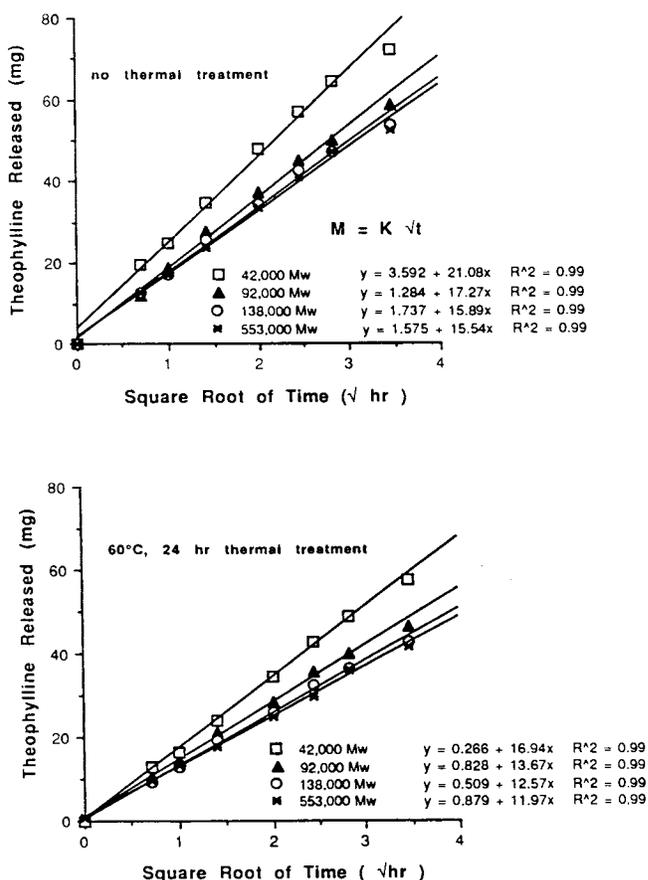 80
60
40
20
0
Theophylline Released (mg)
no thermal treatment
M = K √t
42,000 Mw y = 3.592 + 21.08x R^2 = 0.99
92,000 Mw y = 1.284 + 17.27x R^2 = 0.99
138,000 Mw y = 1.737 + 15.89x R^2 = 0.99
553,000 Mw y = 1.575 + 15.54x R^2 = 0.99
0 1 2 3 4
Square Root of Time (√ hr )
80
60
40
20
0
Theophylline Released (mg)
60°C, 24 hr thermal treatment
42,000 Mw y = 0.266 + 16.94x R^2 = 0.99
92,000 Mw y = 0.828 + 13.67x R^2 = 0.99
138,000 Mw y = 0.509 + 12.57x R^2 = 0.99
553,000 Mw y = 0.879 + 11.97x R^2 = 0.99
0 1 2 3 4
Square Root of Time ( √hr )